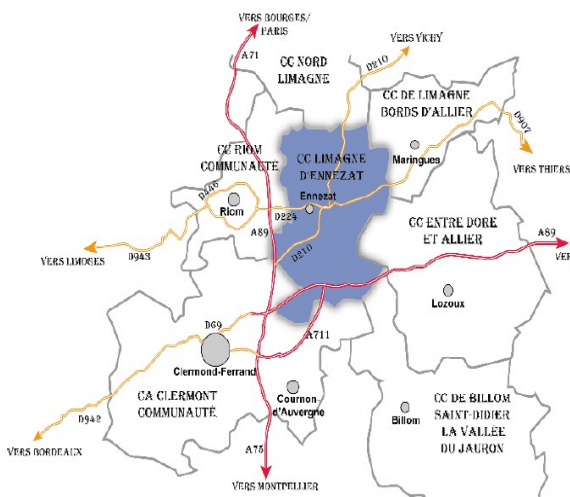 VERS BOURGES/
PARIS
A71
CC NORD
LIMAGNE
D210
VERS VICHY
CC DE LIMAGNE
BORDS D'ALLIER
D907
VERS THIERS
Maringues
CC RIOM
COMMUNAUTÉ
CC LIMAGNE
D'ENNEZAT
Ennezat
D446
Riom
D224
A89
D210
D943
VERS LIMOGES
CC ENTRE DORE
ET ALLIER
A89
VER
Lozoux
D69
A711
Clermond-Ferrand
CA CLERMONT
COMMUNAUTÉ
Cournon
d'Auvergne
D942
VERS BORDEAUX
A75
VERS MONTPELLIER
CC DE BILLOM
SAINT-DIDIER
LA VALLÉE
DU JAURON
Billom